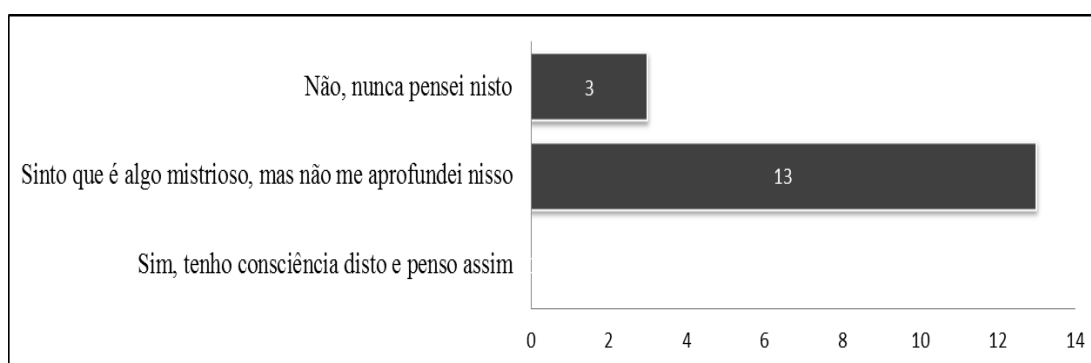 Não, nunca pensei nisto
3
Sinto que é algo mistrioso, mas não me aprofundei nisso
13
Sim, tenho consciência disto e penso assim
0 2 4 6 8 10 12 14